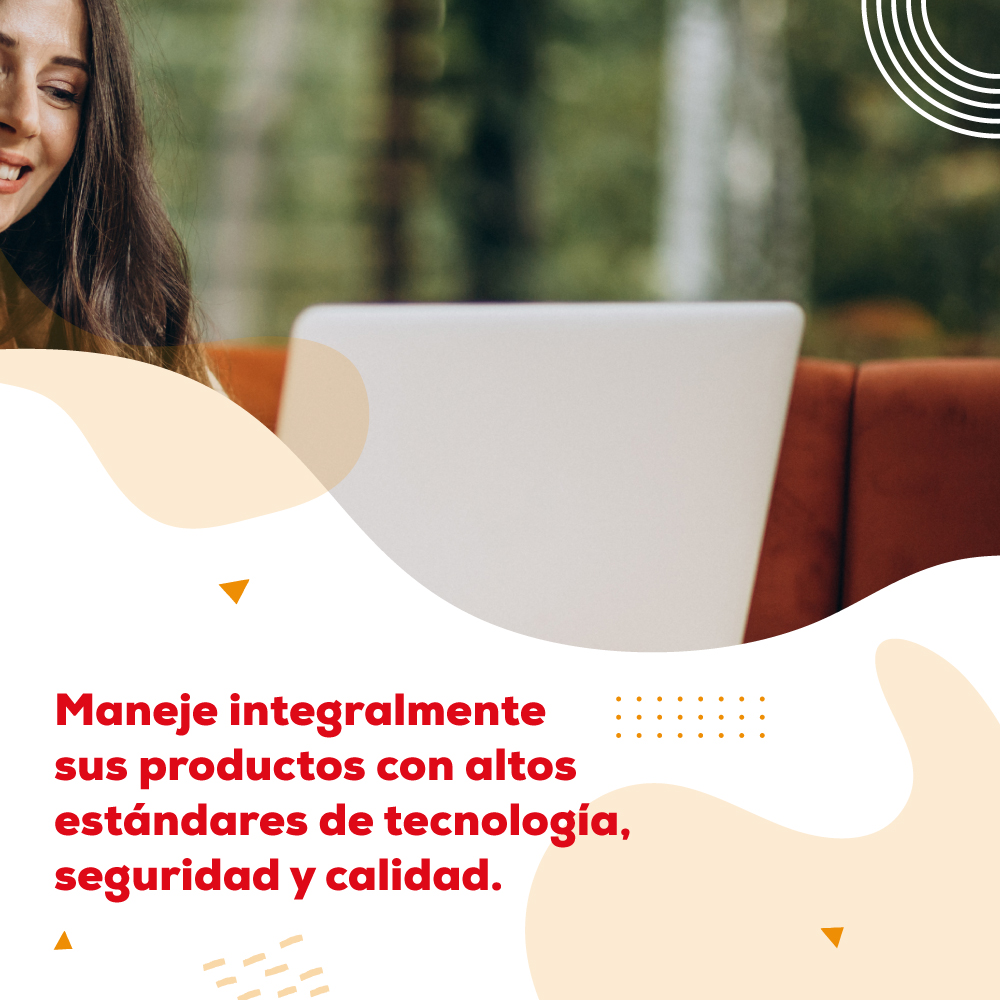 Maneje integralmente
sus productos con altos
estándares de tecnología,
seguridad y calidad.